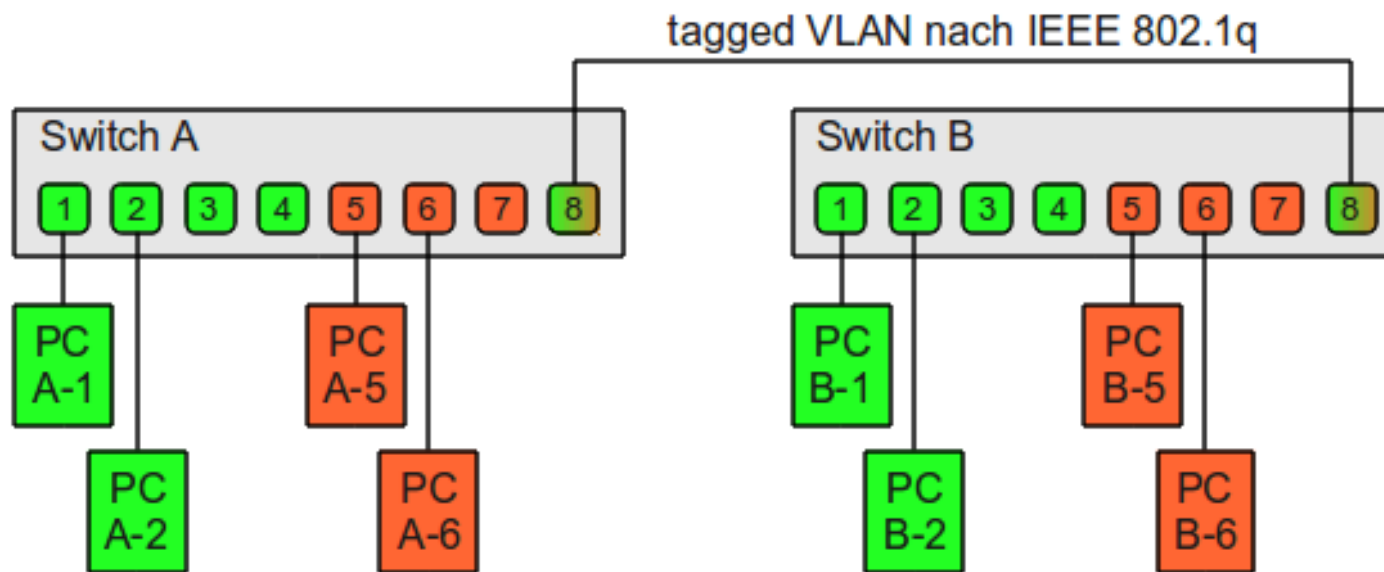 tagged VLAN nach IEEE 802.1q
Switch A
1 2 3 4 5 6 7 8
Switch B
1 2 3 4 5 6 7 8
PC
A-1
PC
A-5
PC
B-1
PC
B-5
PC
A-2
PC
A-6
PC
B-2
PC
B-6